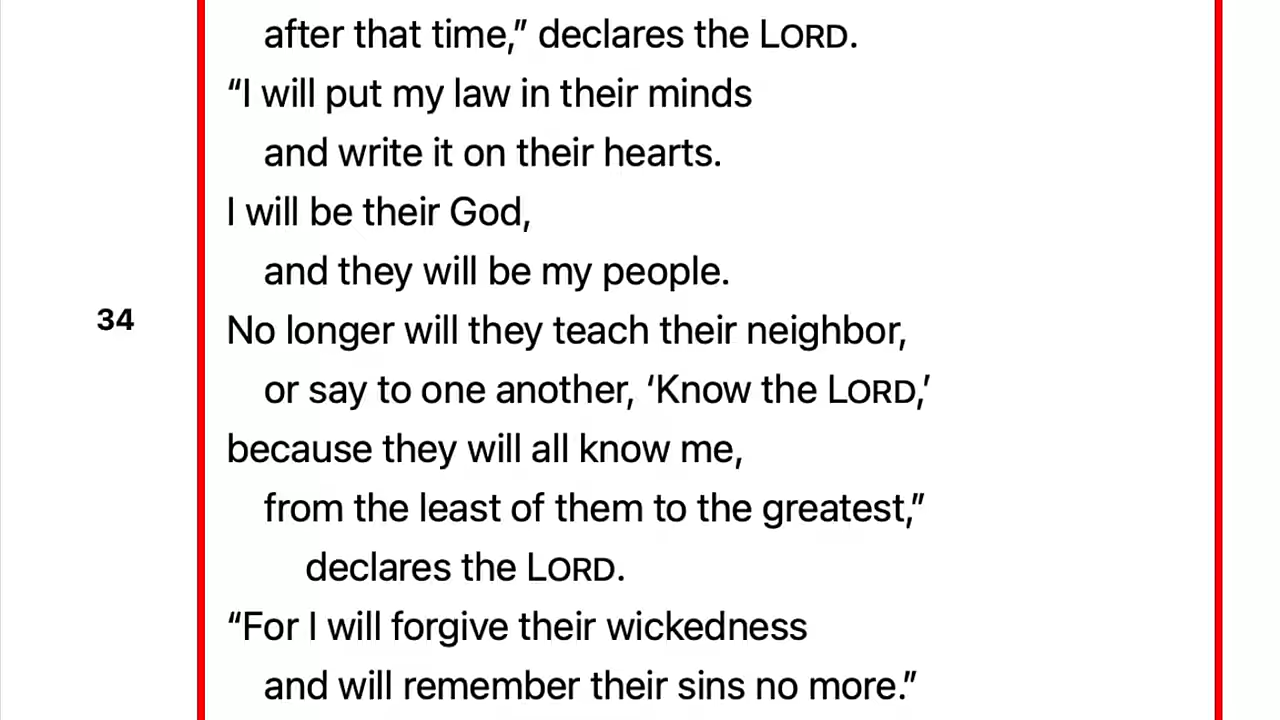 after that time,” declares the LORD.
“I will put my law in their minds
and write it on their hearts.
I will be their God,
and they will be my people.
34 No longer will they teach their neighbor,
or say to one another, ‘Know the LORD,’
because they will all know me,
from the least of them to the greatest,”
declares the LORD.
“For I will forgive their wickedness
and will remember their sins no more.”